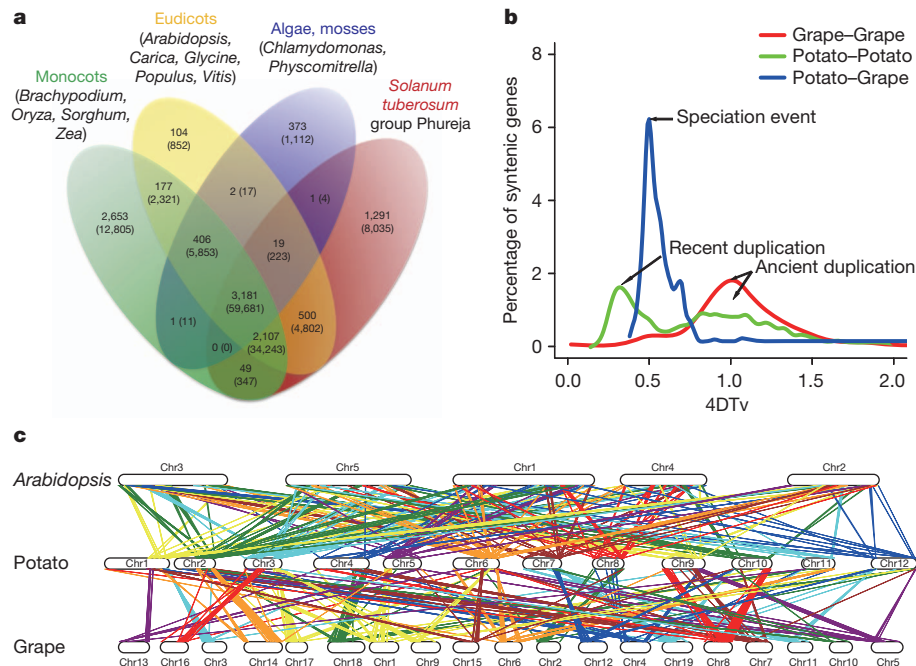 a
Eudicots
(Arabidopsis,
Carica, Glycine,
Populus, Vitis)
Algae, mosses
(Chlamydomonas,
Physcomitrella)
Monocots
(Brachypodium,
Oryza, Sorghum,
Zea)
Solanum
tuberosum
group Phureja
104
(852)
373
(1,112)
177
(2,321)
2 (17)
1 (4)
2,653
(12,805)
1,291
(8,035)
406
(5,853)
19
(223)
3,181
(59,681)
1 (11)
500
(4,802)
2,107
(34,243)
0 (0)
49
(347)
b
Grape–Grape
Potato–Potato
Potato–Grape
Percentage of syntenic genes
8
6
4
2
0
Speciation event
Recent duplication
Ancient duplication
0.0 0.5 1.0 1.5 2.0
4DTv
c
Arabidopsis
Chr3 Chr5 Chr1 Chr4 Chr2
Potato
Chr1 Chr2 Chr3 Chr4 Chr5 Chr6 Chr7 Chr8 Chr9 Chr10 Chr11 Chr12
Grape
Chr13 Chr16 Chr3 Chr14 Chr17 Chr18 Chr1 Chr9 Chr15 Chr6 Chr2 Chr12 Chr4 Chr19 Chr8 Chr7 Chr11 Chr10 Chr5